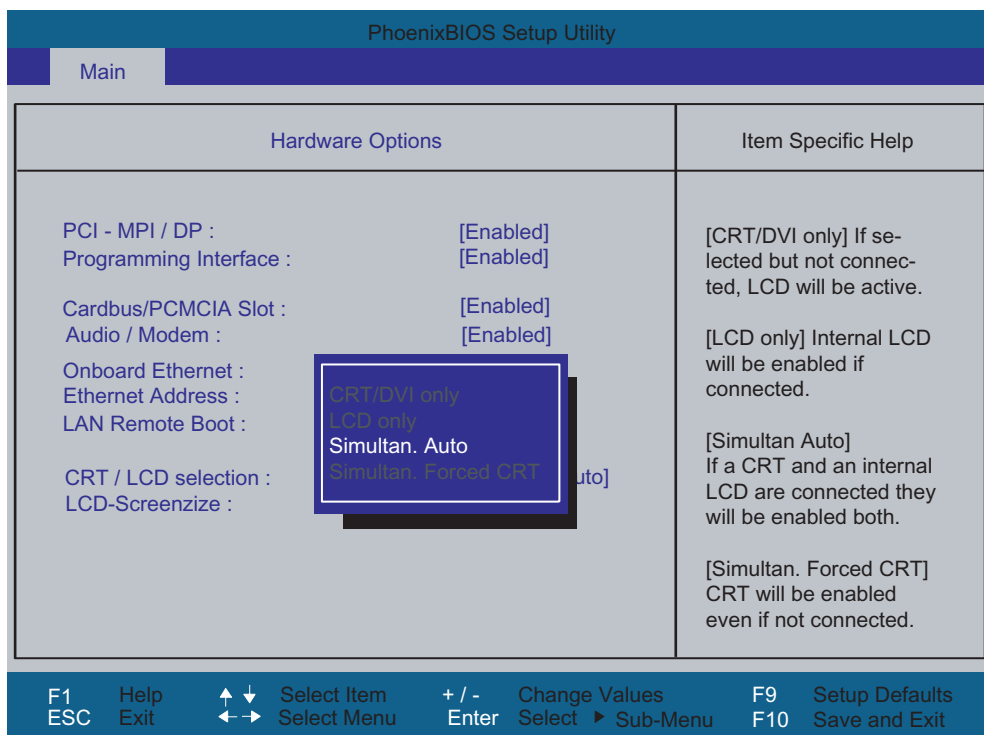 PhoenixBIOS Setup Utility
Main
Hardware Options
Item Specific Help
PCI - MPI / DP : [Enabled]
Programming Interface : [Enabled]
Cardbus/PCMCIA Slot : [Enabled]
Audio / Modem : [Enabled]
Onboard Ethernet :
Ethernet Address :
LAN Remote Boot :
CRT / LCD selection : uto]
LCD-Screenzize :
CRT/DVI only
LCD only
Simultan. Auto
Simultan. Forced CRT
[CRT/DVI only] If se-
lected but not connec-
ted, LCD will be active.
[LCD only] Internal LCD
will be enabled if
connected.
[Simultan Auto]
If a CRT and an internal
LCD are connected they
will be enabled both.
[Simultan. Forced CRT]
CRT will be enabled
even if not connected.
F1 Help Select Item + / - Change Values F9 Setup Defaults
ESC Exit Select Menu Enter Select Sub-Menu F10 Save and Exit